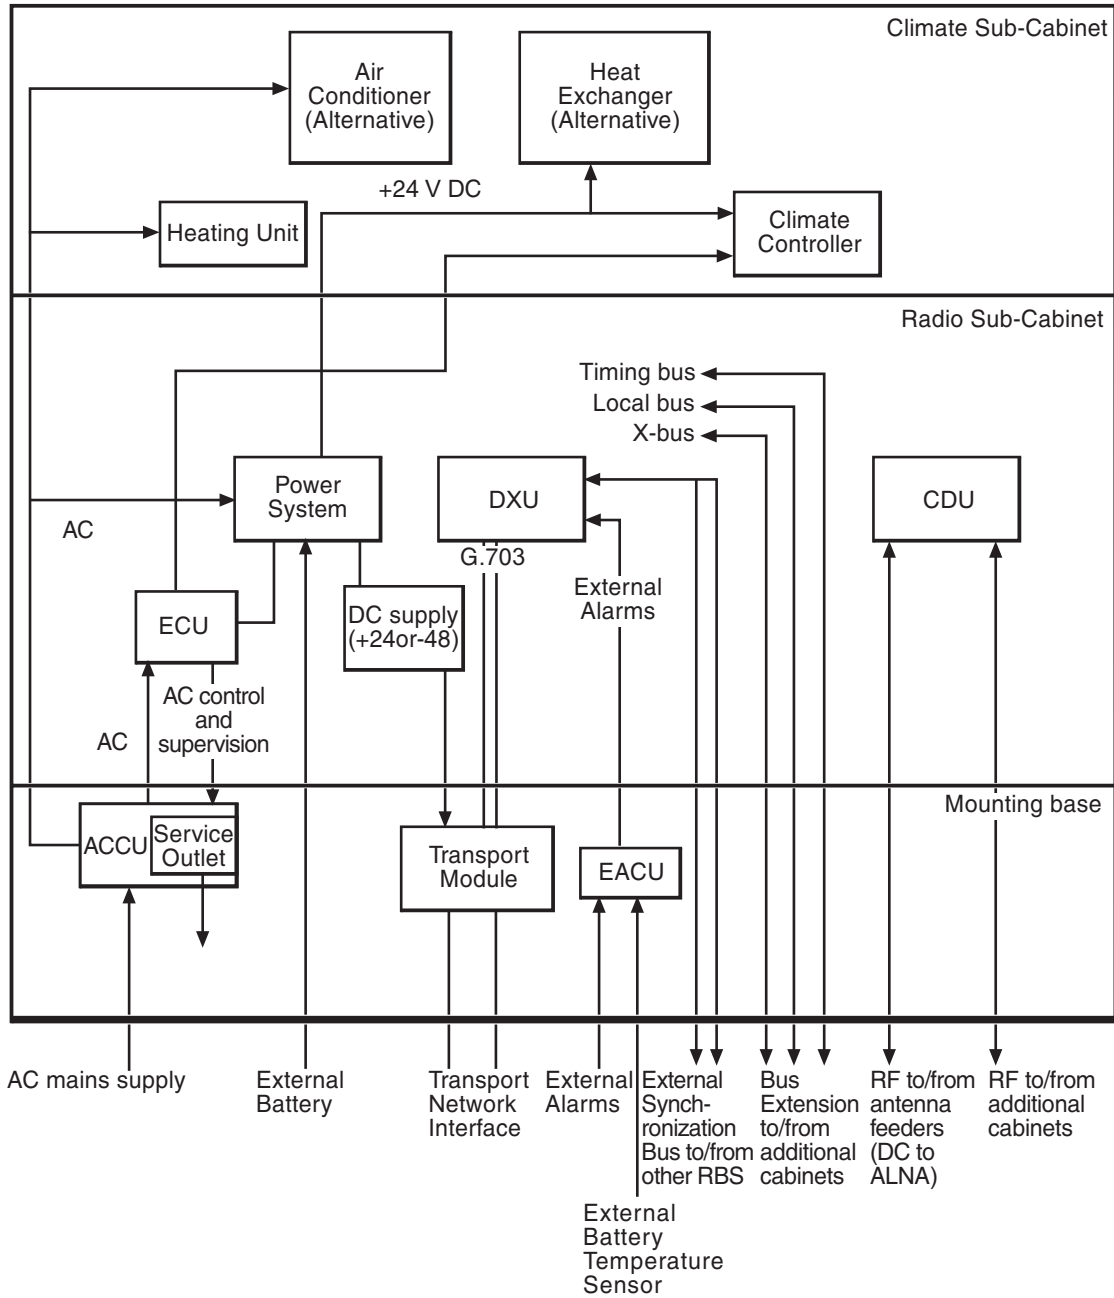 Climate Sub-Cabinet
Air
Conditioner
(Alternative)
Heat
Exchanger
(Alternative)
+24 V DC
Heating Unit
Climate
Controller
Radio Sub-Cabinet
Timing bus
Local bus
X-bus
Power
System
DXU
CDU
AC
G.703
External
Alarms
ECU
DC supply
(+24or-48)
AC control
and
supervision
AC
Mounting base
ACCU
Service
Outlet
Transport
Module
EACU
AC mains supply
External
Battery
Transport
Network
Interface
External
Alarms
External
Synch-
ronization
Bus to/from
other RBS
Bus
Extension
to/from
additional
cabinets
RF to/from
antenna
feeders
(DC to
ALNA)
RF to/from
additional
cabinets
External
Battery
Temperature
Sensor